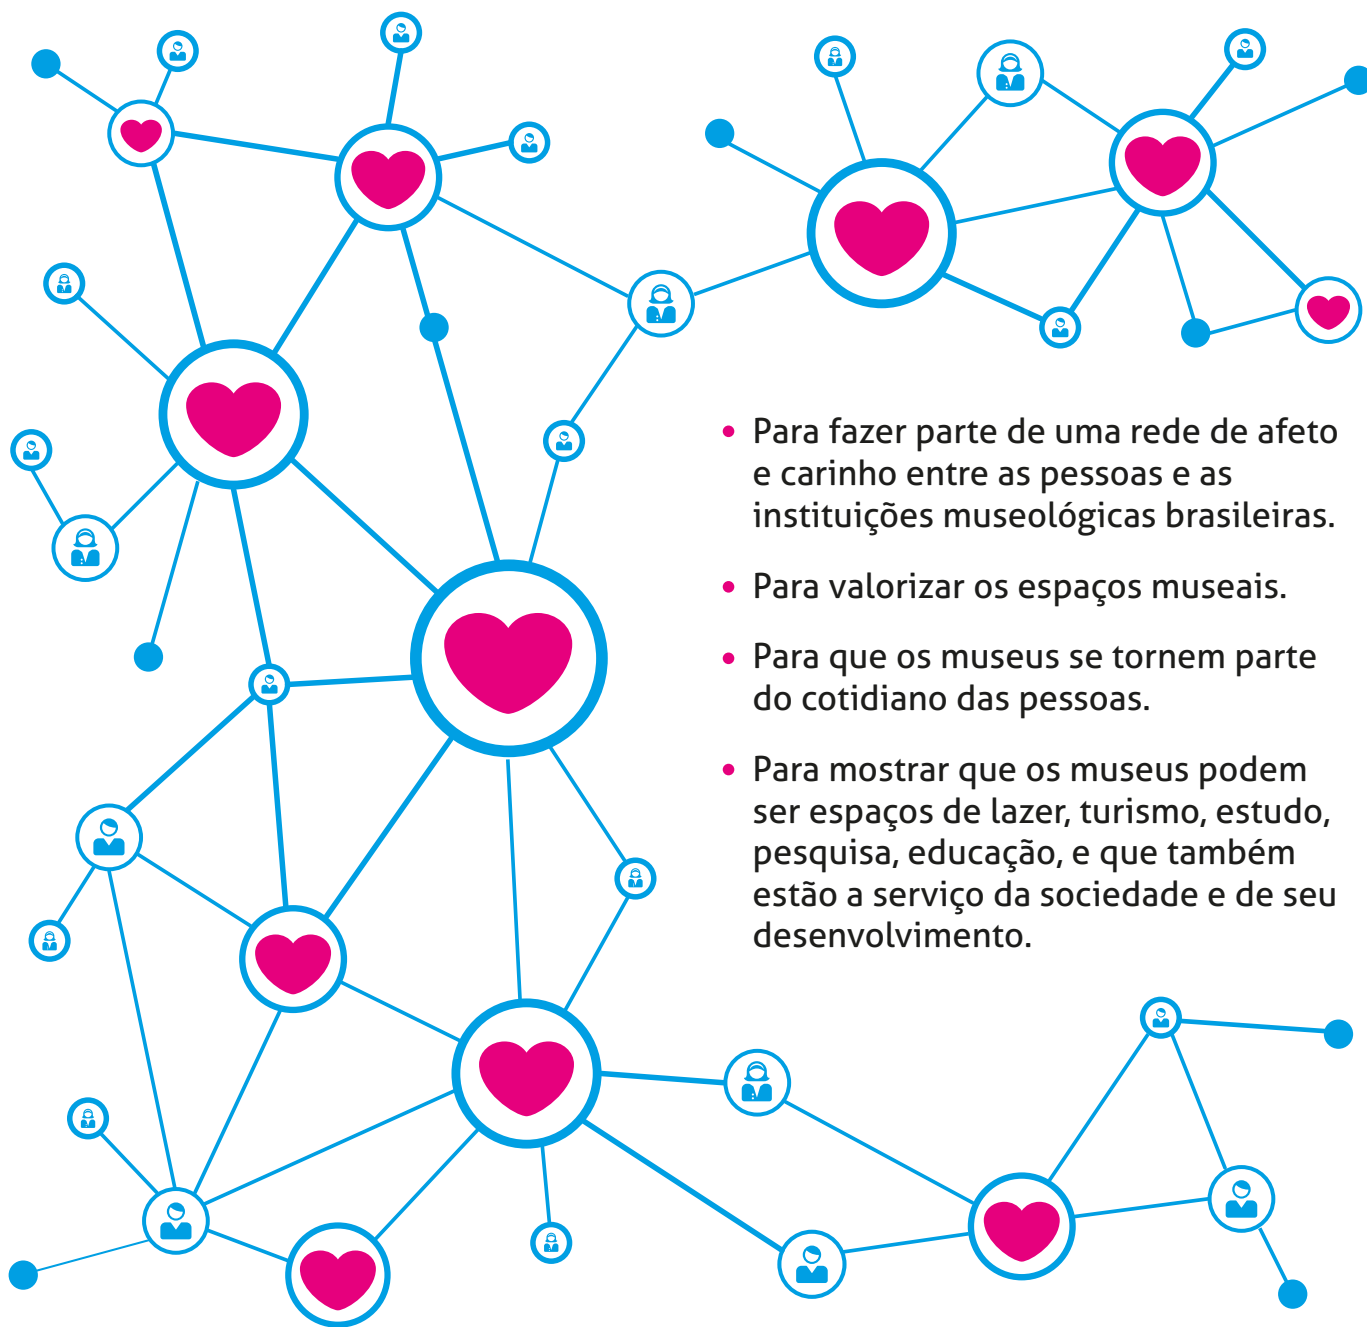 • Para fazer parte de uma rede de afeto
e carinho entre as pessoas e as
instituições museológicas brasileiras.
• Para valorizar os espaços museais.
• Para que os museus se tornem parte
do cotidiano das pessoas.
• Para mostrar que os museus podem
ser espaços de lazer, turismo, estudo,
pesquisa, educação, e que também
estão a serviço da sociedade e de seu
desenvolvimento.